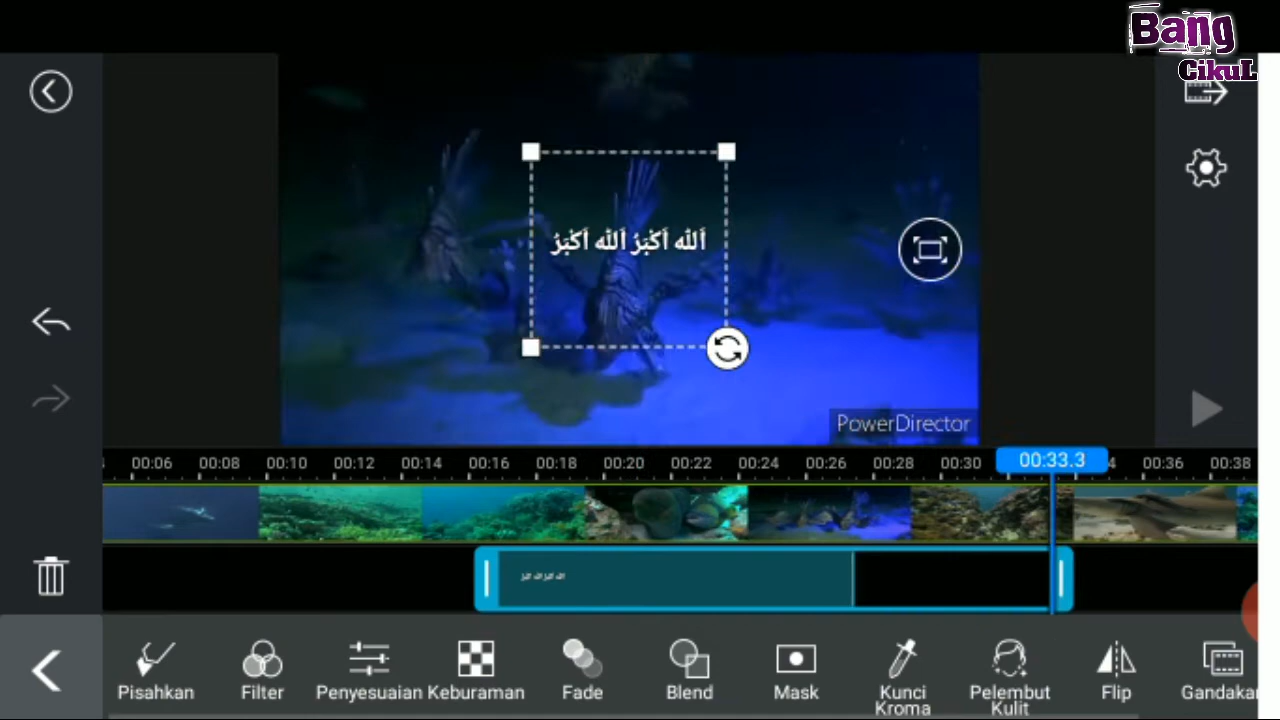 Bang
CikuL
اَللّٰه اَكْبَرُ اَللّٰه اَكْبَرُ
PowerDirector
00:06 00:08 00:10 00:12 00:14 00:16 00:18 00:20 00:22 00:24 00:26 00:28 00:30 00:33.3 4 00:36 00:38
Pisahkan
Filter
Penyesuaian
Keburaman
Fade
Blend
Mask
Kunci
Kroma
Pelembut
Kulit
Flip
Gandaka